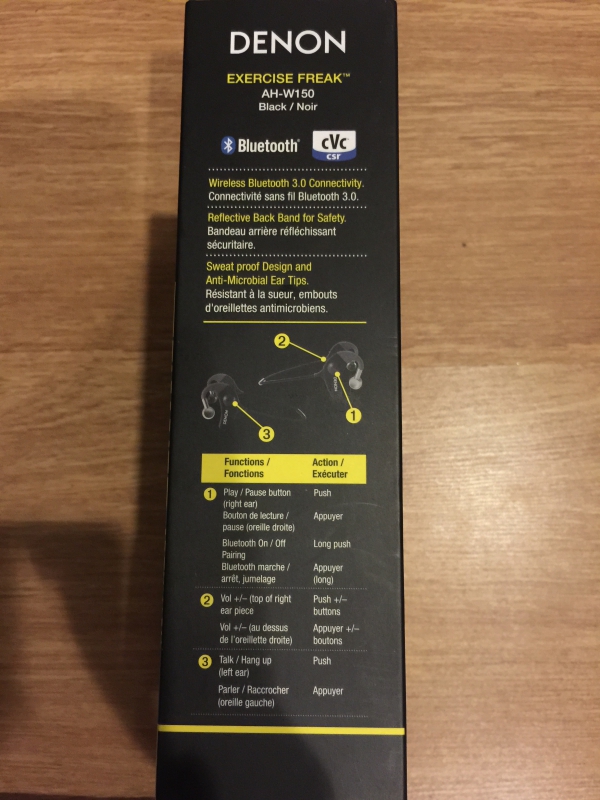 DENON
EXERCISE FREAK™
AH-W150
Black / Noir
Bluetooth®
cVc
csr
Wireless Bluetooth 3.0 Connectivity.
Connectivité sans fil Bluetooth 3.0.
Reflective Back Band for Safety.
Bandeau arrière réfléchissant
sécuritaire.
Sweat proof Design and
Anti-Microbial Ear Tips.
Résistant à la sueur, embouts
d'oreillettes antimicrobiens.
2
1
3
Functions / Action /
Fonctions Exécuter
1 Play / Pause button Push
(right ear)
Bouton de lecture / Appuyer
pause (oreille droite)
Bluetooth On / Off Long push
Pairing
Bluetooth marche / Appuyer
arrêt, jumelage (long)
2 Vol +/– (top of right Push +/–
ear piece buttons
Vol +/– (au dessus Appuyer +/–
de l'oreillette droite) boutons
3 Talk / Hang up Push
(left ear)
Parler / Raccrocher Appuyer
(oreille gauche)